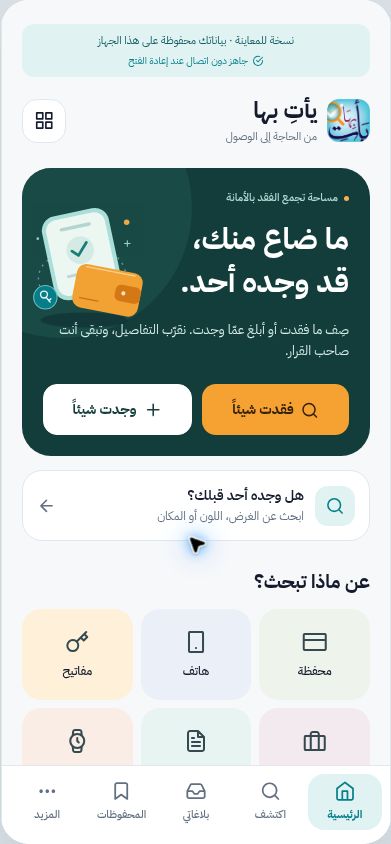 نسخة للمعاينة · بياناتك محفوظة على هذا الجهاز
جاهز دون اتصال عند إعادة الفتح
يأتِ بها
من الحاجة إلى الوصول
مساحة تجمع الفقد بالأمانة
ما ضاع منك،
قد وجده أحد.
صِف ما فقدت أو أبلغ عمّا وجدت. نقرّب التفاصيل، وتبقى أنت
صاحب القرار.
فقدت شيئاً
وجدت شيئاً
هل وجده أحد قبلك؟
ابحث عن الغرض، اللون أو المكان
عن ماذا تبحث؟
محفظة
هاتف
مفاتيح
الرئيسية
اكتشف
بلاغاتي
المحفوظات
المزيد